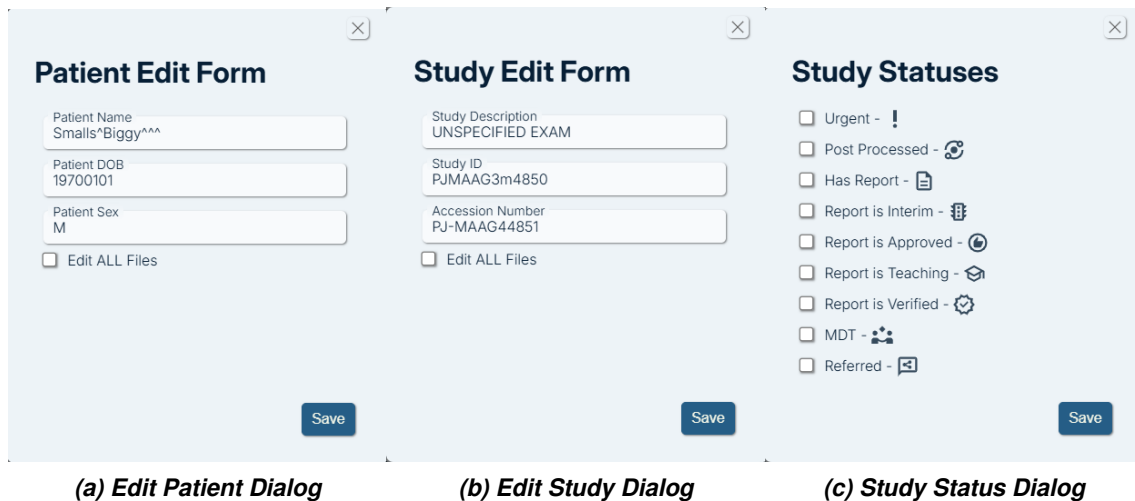 Patient Edit Form
Patient Name
Smalls^Biggy^^^
Patient DOB
19700101
Patient Sex
M
Edit ALL Files
Save
(a) Edit Patient Dialog
Study Edit Form
Study Description
UNSPECIFIED EXAM
Study ID
PJMAAG3m4850
Accession Number
PJ-MAAG44851
Edit ALL Files
Save
(b) Edit Study Dialog
Study Statuses
Urgent -
Post Processed -
Has Report -
Report is Interim -
Report is Approved -
Report is Teaching -
Report is Verified -
MDT -
Referred -
Save
(c) Study Status Dialog